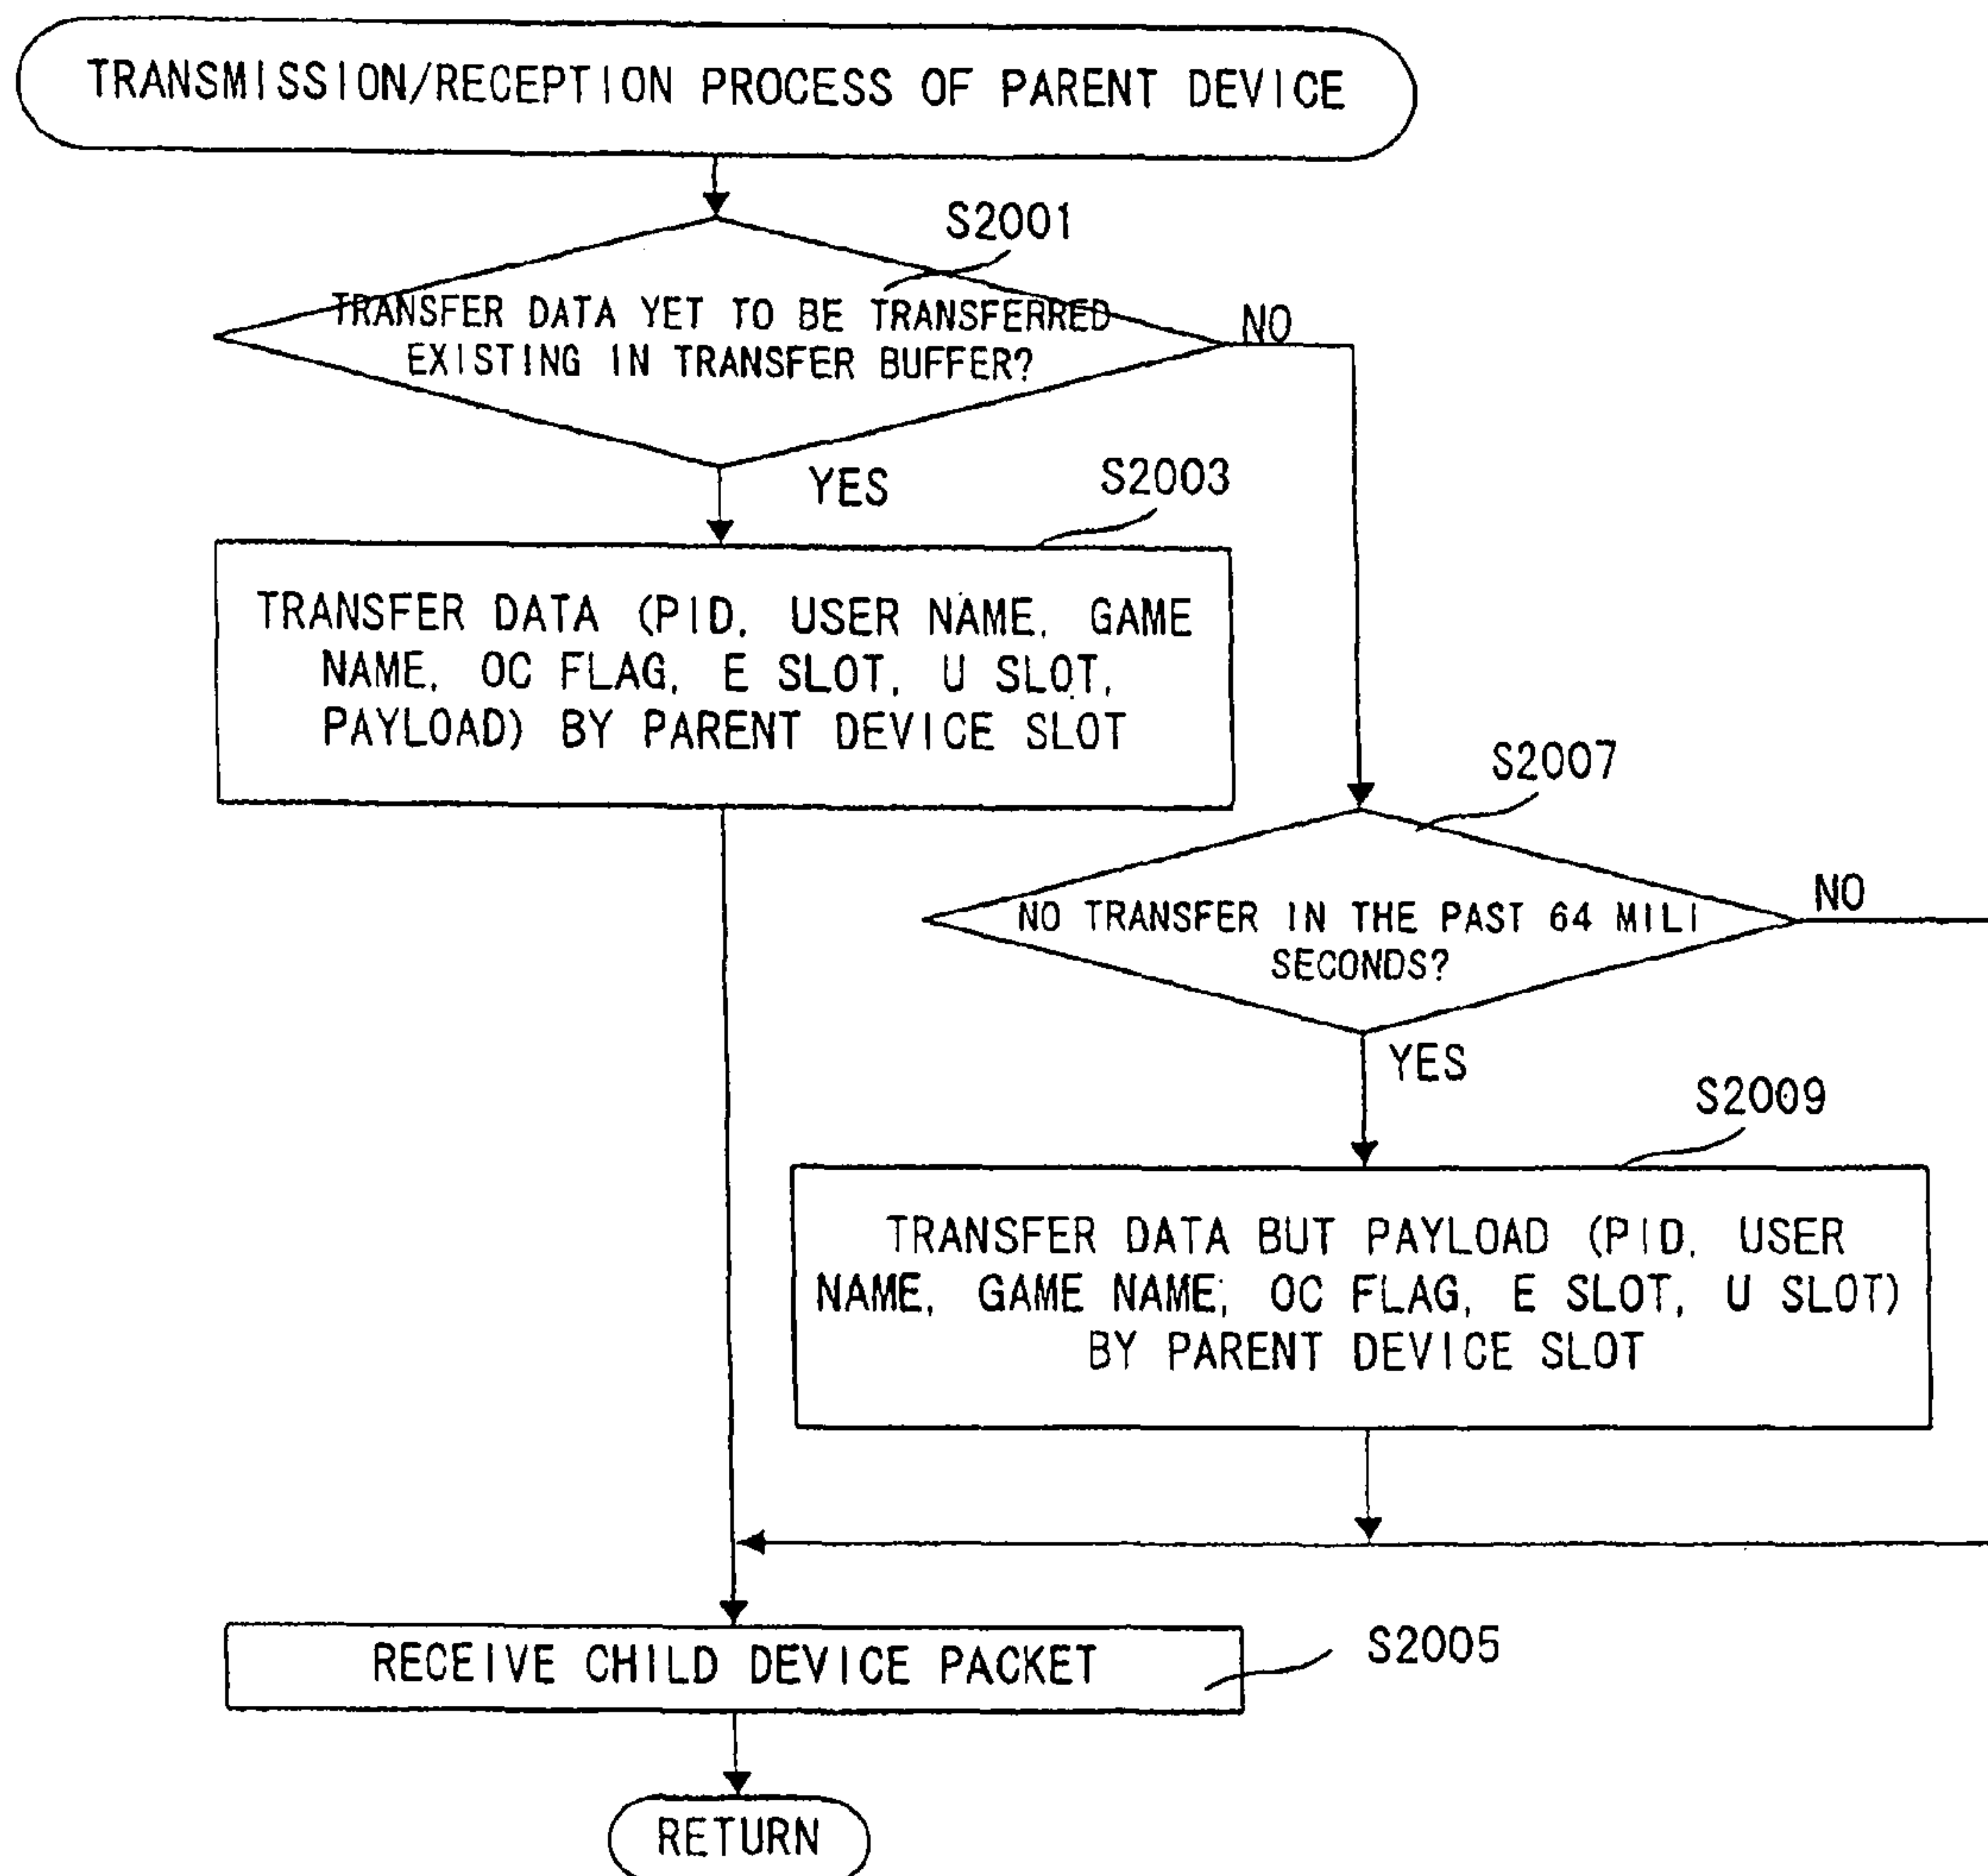 TRANSMISSION/RECEPTION PROCESS OF PARENT DEVICE
S2001
TRANSFER DATA YET TO BE TRANSFERRED
EXISTING IN TRANSFER BUFFER?
NO
YES
S2003
TRANSFER DATA (PID, USER NAME, GAME
NAME, OC FLAG, E SLOT, U SLOT,
PAYLOAD) BY PARENT DEVICE SLOT
S2007
NO TRANSFER IN THE PAST 64 MILI
SECONDS?
NO
YES
S2009
TRANSFER DATA BUT PAYLOAD (PID, USER
NAME, GAME NAME, OC FLAG, E SLOT, U SLOT)
BY PARENT DEVICE SLOT
RECEIVE CHILD DEVICE PACKET
S2005
RETURN